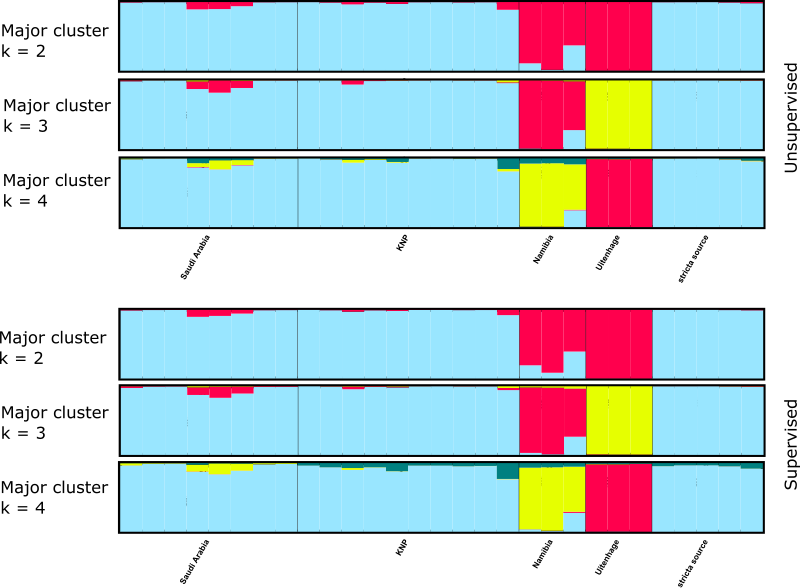 Major cluster
k = 2
Major cluster
k = 3
Major cluster
k = 4
Unsupervised
Saudi Arabia
KNP
Namibia
Uitenhage
stricta source
Major cluster
k = 2
Major cluster
k = 3
Major cluster
k = 4
Supervised
Saudi Arabia
KNP
Namibia
Uitenhage
stricta source